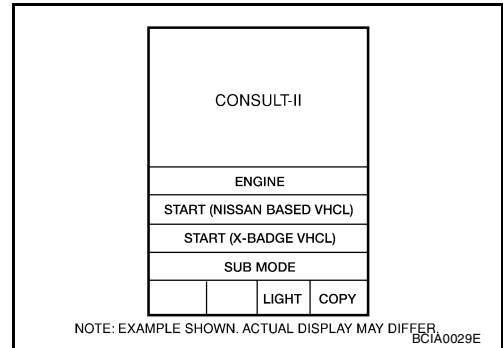 CONSULT-II
ENGINE
START (NISSAN BASED VHCL)
START (X-BADGE VHCL)
SUB MODE
LIGHT COPY
NOTE: EXAMPLE SHOWN. ACTUAL DISPLAY MAY DIFFER.
BCIA0029E